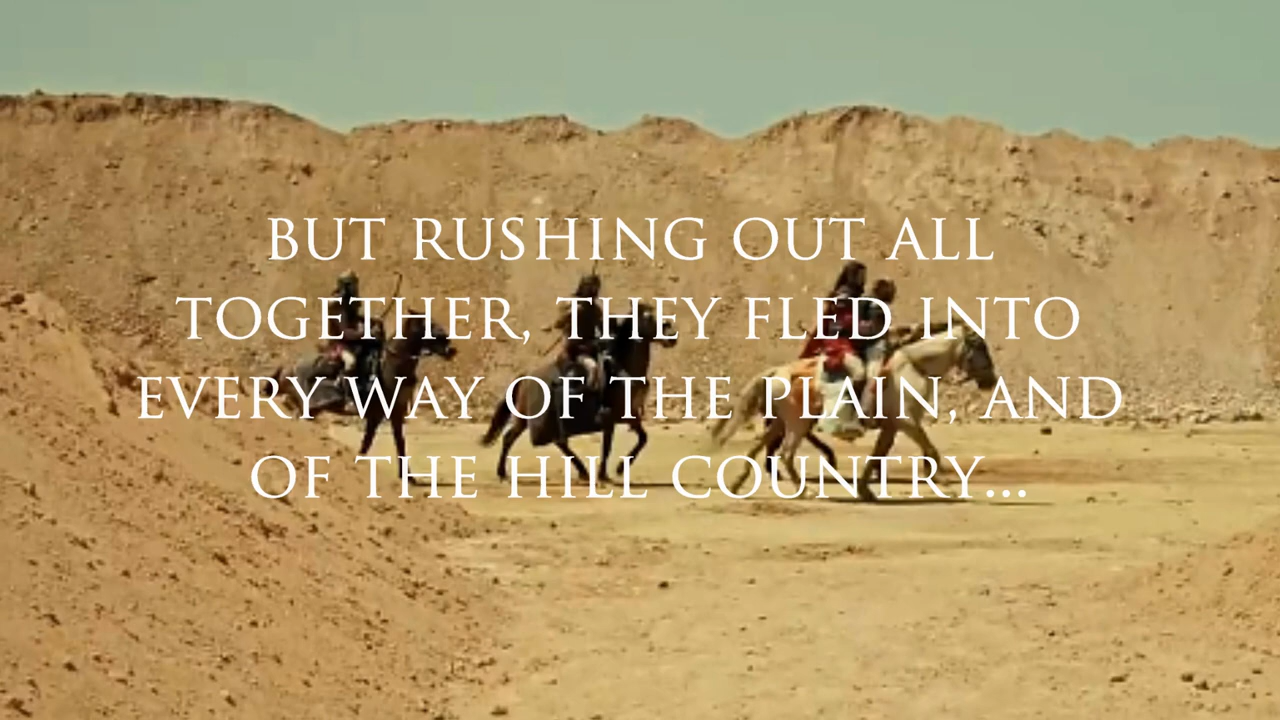 BUT RUSHING OUT ALL
TOGETHER, THEY FLED INTO
EVERY WAY OF THE PLAIN, AND
OF THE HILL COUNTRY...